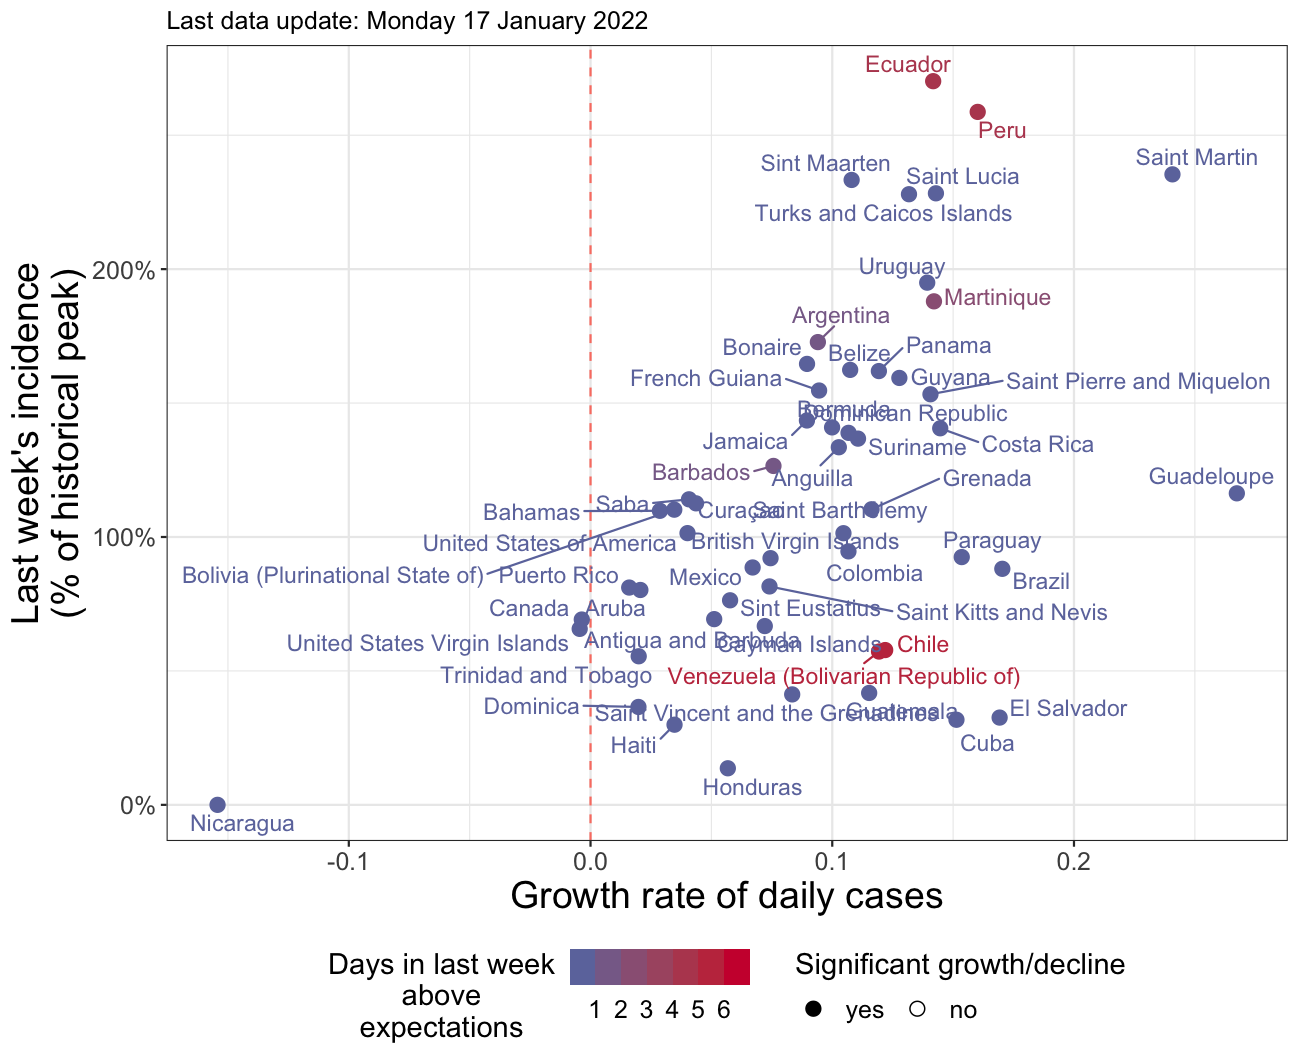 Last data update: Monday 17 January 2022
Ecuador
Peru
Saint Martin
Sint Maarten
Saint Lucia
Turks and Caicos Islands
200%
Uruguay
Martinique
Argentina
Bonaire
Belize
Panama
French Guiana
Guyana
Saint Pierre and Miquelon
Bermuda
Dominican Republic
Jamaica
Suriname
Costa Rica
Barbados
Anguilla
Grenada
Guadeloupe
Saba
Bahamas
Curaçao
Saint Barthelemy
100%
United States of America
British Virgin Islands
Paraguay
Bolivia (Plurinational State of)
Puerto Rico
Mexico
Colombia
Brazil
Canada
Aruba
Sint Eustatius
Saint Kitts and Nevis
United States Virgin Islands
Antigua and Barbuda
Cayman Islands
Chile
Trinidad and Tobago
Venezuela (Bolivarian Republic of)
Dominica
Saint Vincent and the Grenadines
Guatemala
El Salvador
Haiti
Cuba
Honduras
0%
Nicaragua
Last week's incidence
(% of historical peak)
-0.1
0.0
0.1
0.2
Growth rate of daily cases
Days in last week
above
expectations
1 2 3 4 5 6
Significant growth/decline
yes
no